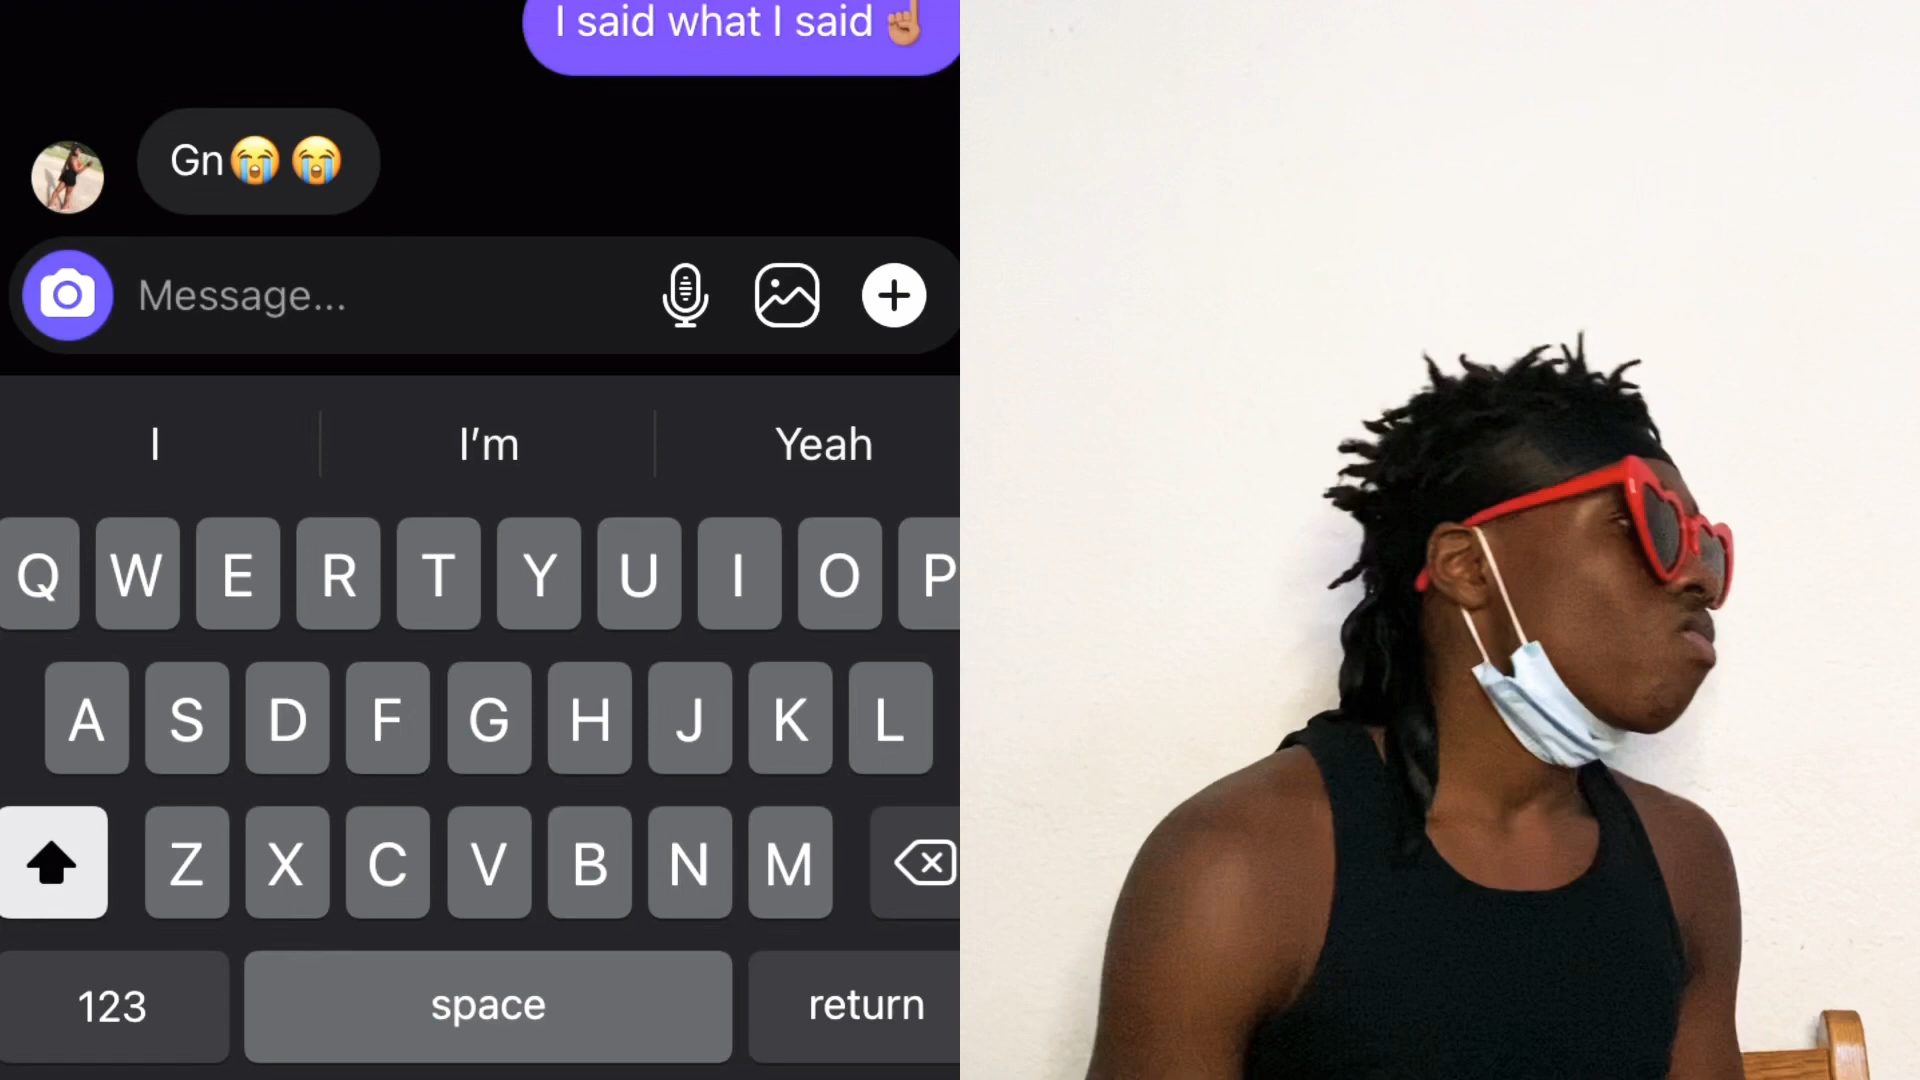 I said what I said☝🏽
Gn😭😭
Message...
I
I’m
Yeah
Q W E R T Y U I O P
A S D F G H J K L
Z X C V B N M
123
space
return